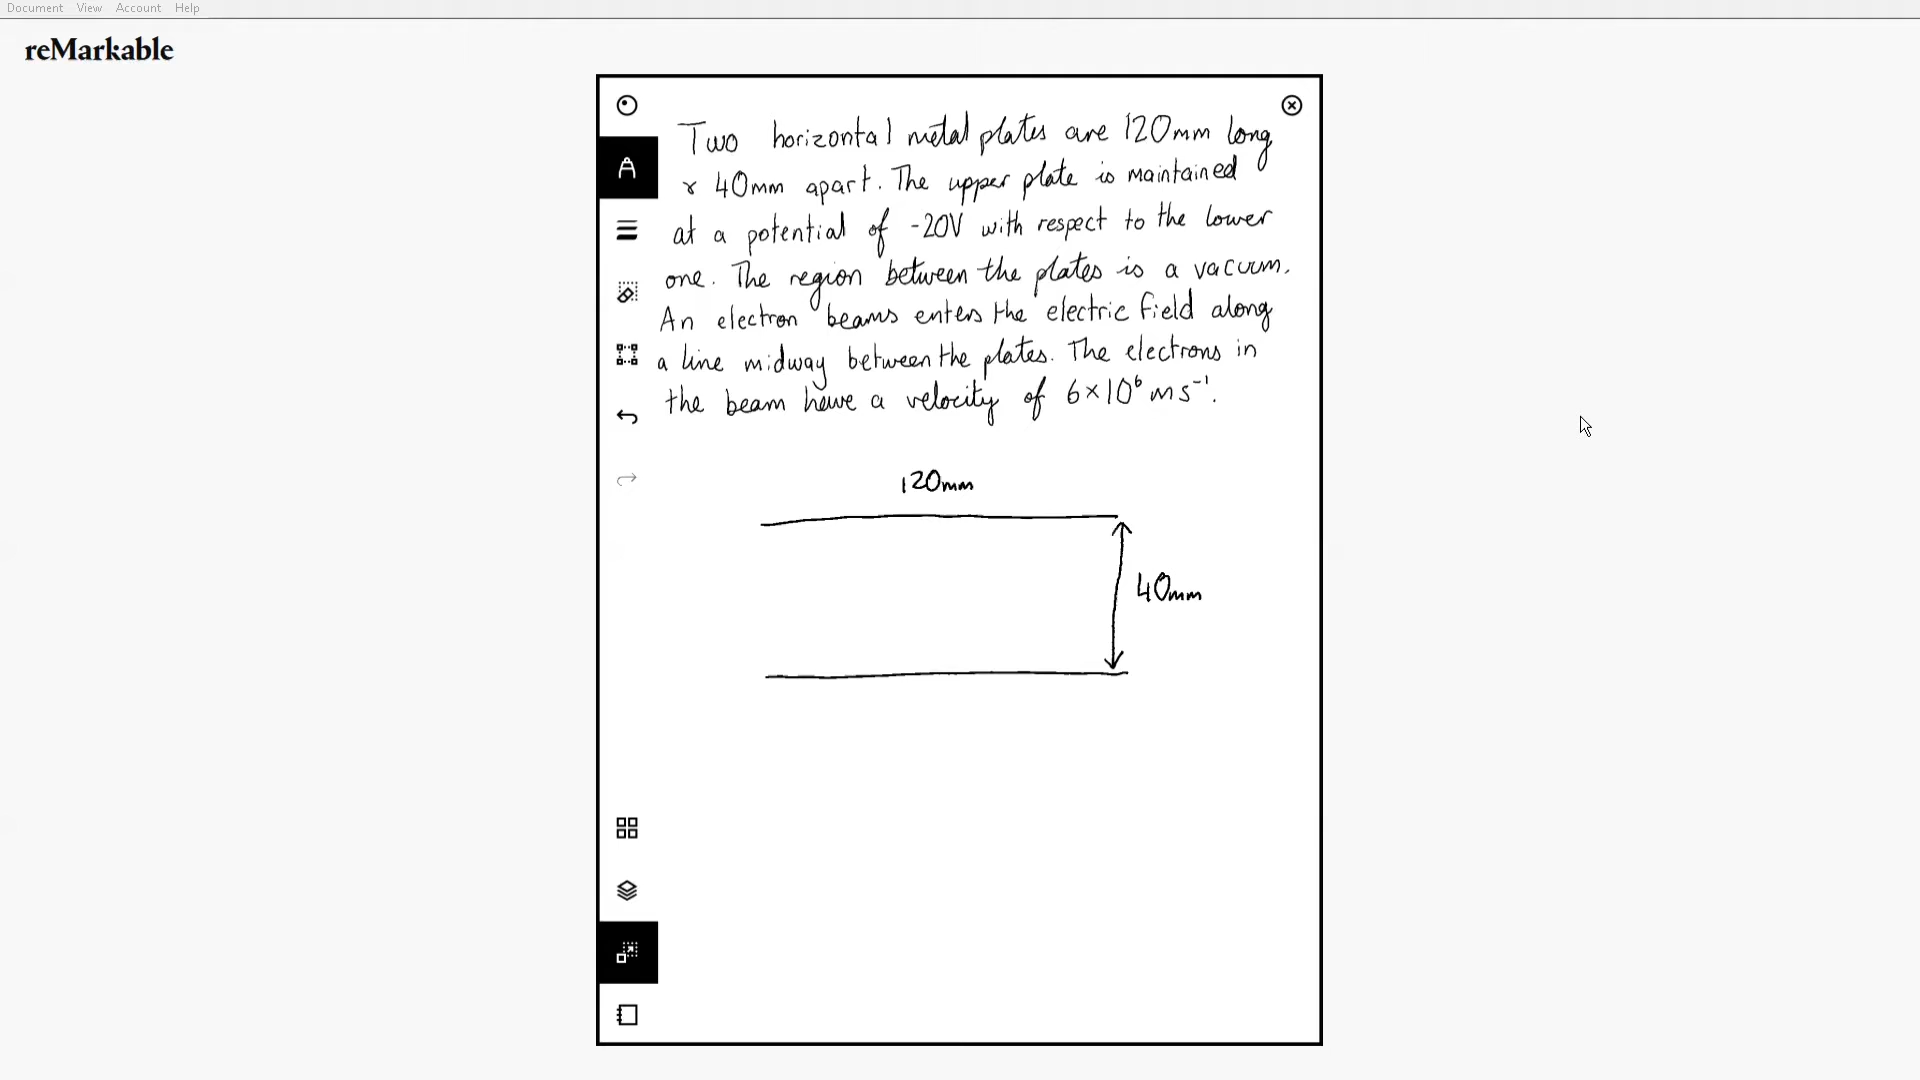 Document View Account Help
reMarkable
Two horizontal metal plates are 120mm long
& 40mm apart. The upper plate is maintained
at a potential of -20V with respect to the lower
one. The region between the plates is a vacuum.
An electron beams enters the electric field along
a line midway between the plates. The electrons in
the beam have a velocity of 6×10⁶ms⁻¹.
120mm
40mm